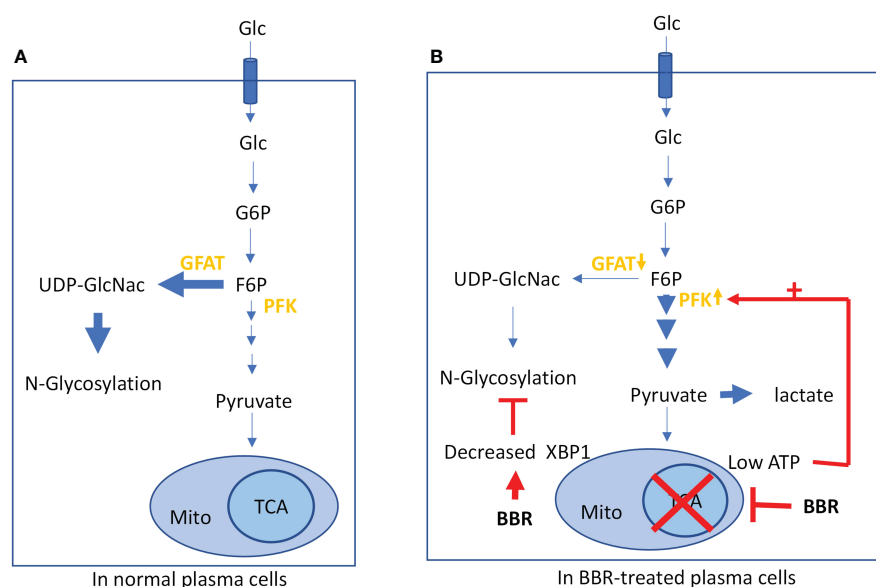 A
Glc
Glc
G6P
GFAT
UDP-GlcNac
F6P
PFK
N-Glycosylation
Pyruvate
Mito
TCA
In normal plasma cells
B
Glc
Glc
G6P
GFAT
UDP-GlcNac
F6P
PFK
+
N-Glycosylation
Pyruvate
lactate
Decreased XBP1
Low ATP
BBR
Mito
TCA
BBR
In BBR-treated plasma cells